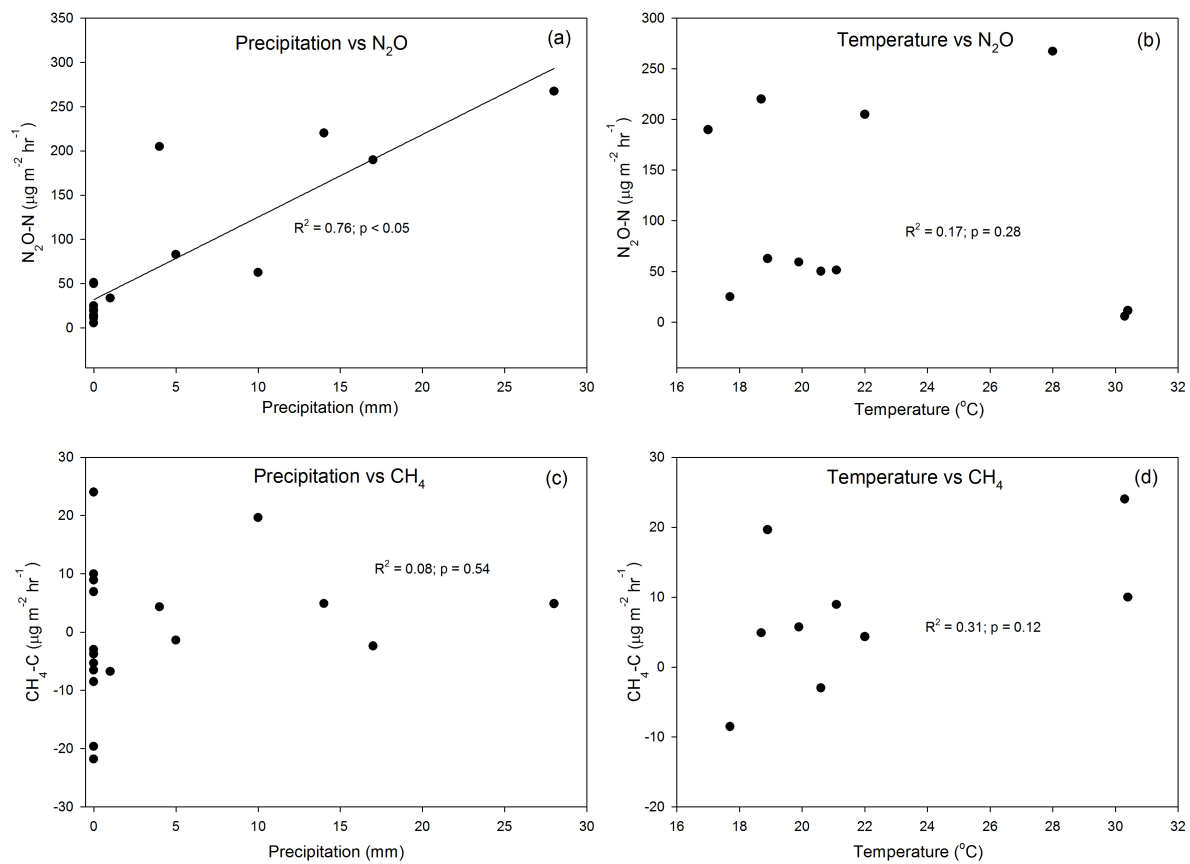 Precipitation vs N₂O
(a)
350
300
250
200
150
100
50
0
N₂O-N (µg m⁻² hr⁻¹)
R² = 0.76; p < 0.05
0 5 10 15 20 25 30
Precipitation (mm)
Temperature vs N₂O
(b)
300
250
200
150
100
50
0
N₂O-N (µg m⁻² hr⁻¹)
R² = 0.17; p = 0.28
16 18 20 22 24 26 28 30 32
Temperature (°C)
Precipitation vs CH₄
(c)
30
20
10
0
-10
-20
-30
CH₄-C (µg m⁻² hr⁻¹)
R² = 0.08; p = 0.54
0 5 10 15 20 25 30
Precipitation (mm)
Temperature vs CH₄
(d)
30
20
10
0
-10
-20
CH₄-C (µg m⁻² hr⁻¹)
R² = 0.31; p = 0.12
16 18 20 22 24 26 28 30 32
Temperature (°C)